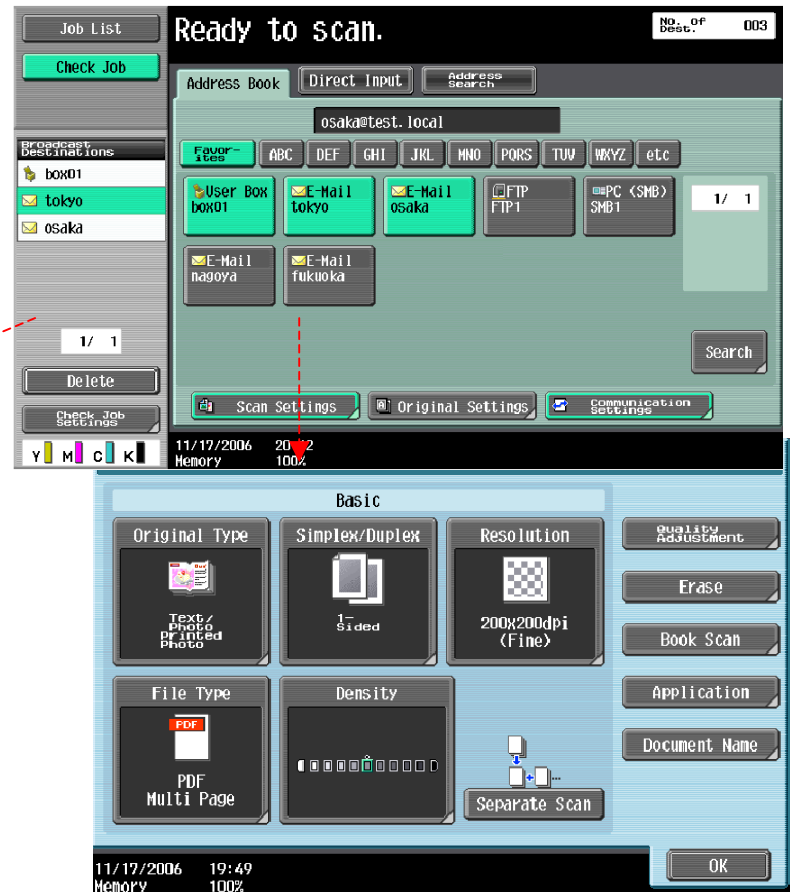 Job List
Check Job
Ready to scan.
No. of
Dest.
003
Address Book
Direct Input
Address
Search
osaka@test.local
Favor-
ites
ABC
DEF
GHI
JKL
MNO
PQRS
TUV
WXYZ
etc
Broadcast
Destinations
box01
tokyo
osaka
User Box
box01
E-Mail
tokyo
E-Mail
osaka
FTP
FTP1
PC (SMB)
SMB1
1/ 1
E-Mail
nagoya
E-Mail
fukuoka
Search
1/ 1
Delete
Check Job
Settings
Scan Settings
Original Settings
Communication
Settings
Y M C K
11/17/2006
Memory 100%
Basic
Original Type
Text/
Photo
Printed
Photo
Simplex/Duplex
1-
Sided
Resolution
200x200dpi
(Fine)
Quality
Adjustment
Erase
Book Scan
Application
Document Name
File Type
PDF
PDF
Multi Page
Density
Separate Scan
OK
11/17/2006 19:49
Memory 100%